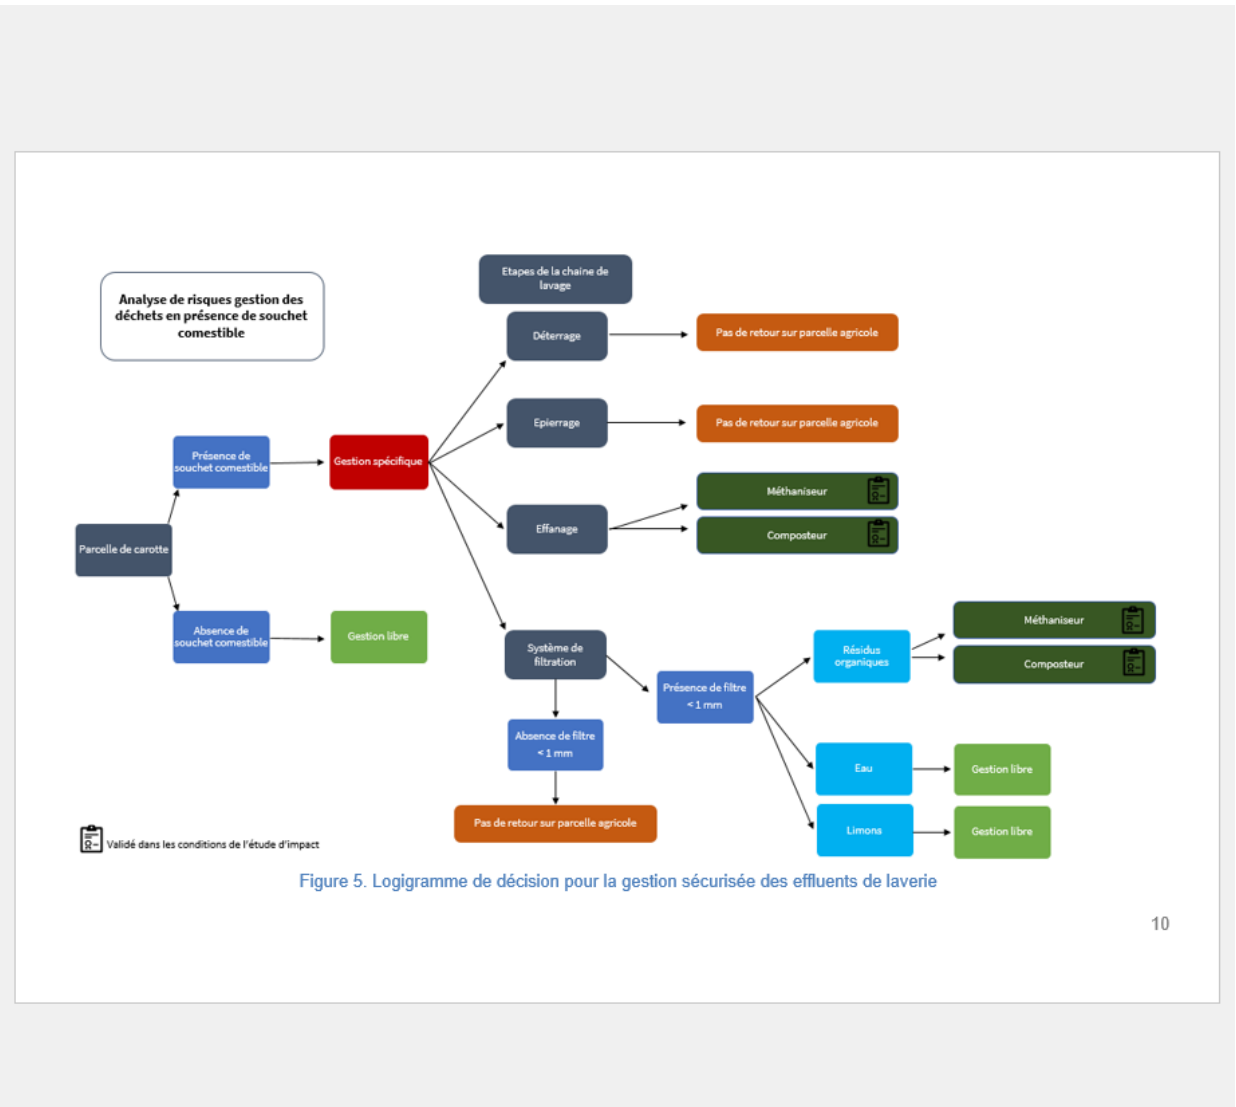 Analyse de risques gestion des
déchets en présence de souchet
comestible
Etapes de la chaine de
lavage
Déterrage
Pas de retour sur parcelle agricole
Epierrage
Pas de retour sur parcelle agricole
Présence de
souchet comestible
Gestion spécifique
Méthaniseur
Effanage
Composteur
Parcelle de carotte
Absence de
souchet comestible
Gestion libre
Système de
filtration
Résidus
organiques
Méthaniseur
Composteur
Présence de filtre
< 1 mm
Absence de filtre
< 1 mm
Eau
Gestion libre
Pas de retour sur parcelle agricole
Limons
Gestion libre
Validé dans les conditions de l'étude d'impact
Figure 5. Logigramme de décision pour la gestion sécurisée des effluents de laverie
10